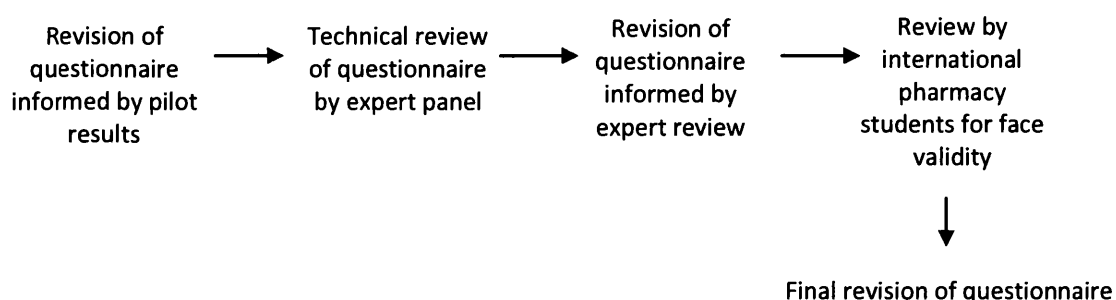 Revision of
questionnaire
informed by pilot
results
Technical review
of questionnaire
by expert panel
Revision of
questionnaire
informed by
expert review
Review by
international
pharmacy
students for face
validity
Final revision of questionnaire